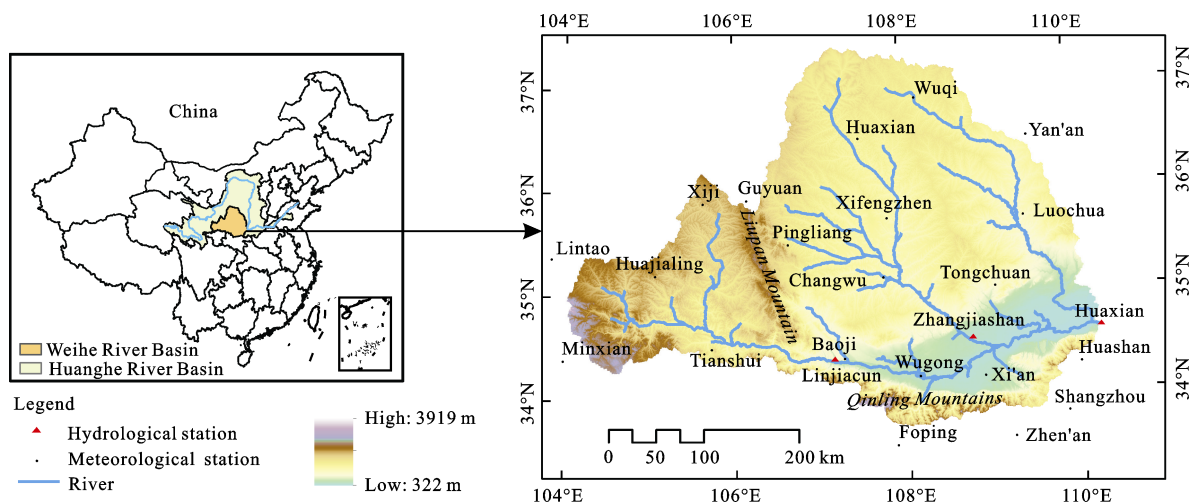 China
Weihe River Basin
Huanghe River Basin
Legend
Hydrological station
Meteorological station
River
High: 3919 m
Low: 322 m
104°E
106°E
108°E
110°E
37°N
36°N
35°N
34°N
37°N
36°N
35°N
34°N
Wuqi
Yan'an
Huaxian
Xiji
Guyuan
Xifengzhen
Luochua
Liupan Mountain
Pingliang
Lintao
Huajialing
Changwu
Tongchuan
Zhangjiashan
Huaxian
Minxian
Tianshui
Baoji
Linjiacun
Wugong
Xi'an
Huashan
Qinling Mountains
Shangzhou
Foping
Zhen'an
0 50 100 200 km
104°E
106°E
108°E
110°E